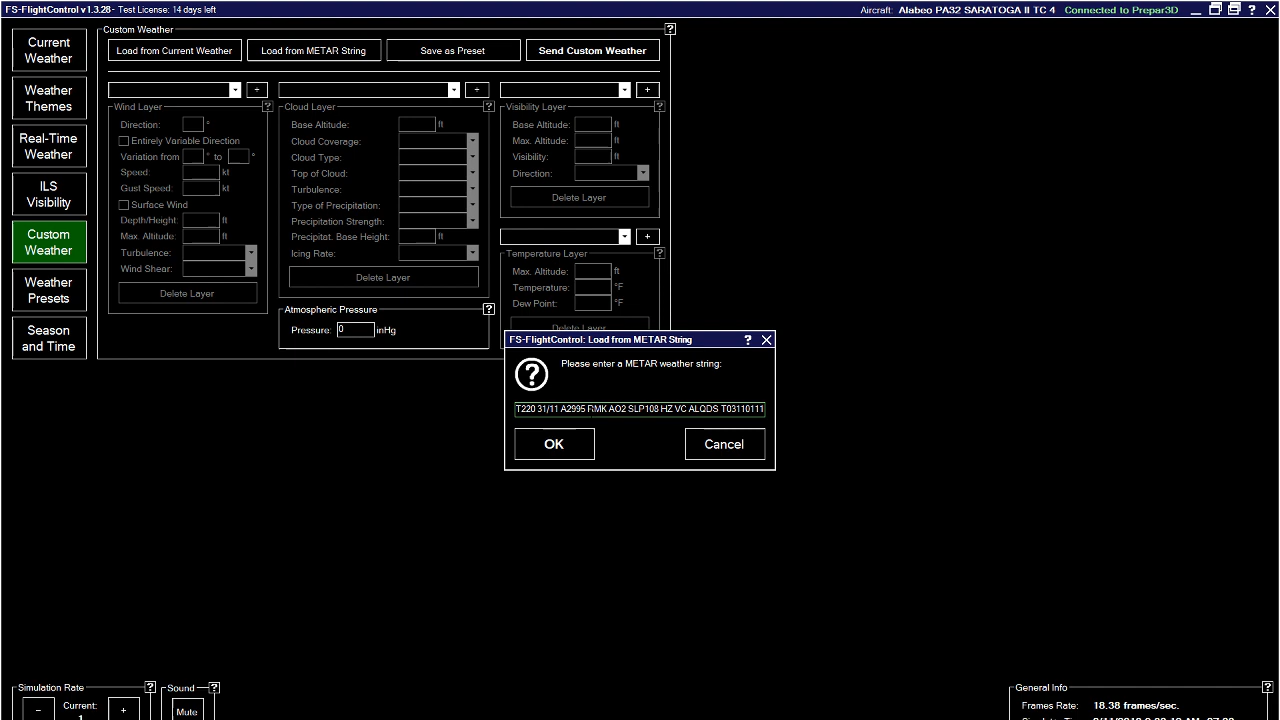 FS-FlightControl v1.3.28 - Test License: 14 days left
Aircraft: Alabeo PA32 SARATOGA II TC 4 Connected to Prepar3D ?
Current Weather
Weather Themes
Real-Time Weather
ILS Visibility
Custom Weather
Weather Presets
Season and Time
Custom Weather ?
Load from Current Weather
Load from METAR String
Save as Preset
Send Custom Weather
+
+
+
Wind Layer ?
Direction: °
Entirely Variable Direction
Variation from ° to °
Speed: kt
Gust Speed: kt
Surface Wind
Depth/Height: ft
Max. Altitude: ft
Turbulence:
Wind Shear:
Delete Layer
Cloud Layer ?
Base Altitude: ft
Cloud Coverage:
Cloud Type:
Top of Cloud:
Turbulence:
Type of Precipitation:
Precipitation Strength:
Precipitat. Base Height: ft
Icing Rate:
Delete Layer
Atmospheric Pressure ?
Pressure: 0 inHg
Visibility Layer ?
Base Altitude: ft
Max. Altitude: ft
Visibility: ft
Direction:
Delete Layer
+
Temperature Layer ?
Max. Altitude: ft
Temperature: °F
Dew Point: °F
Delete Layer
FS-FlightControl: Load from METAR String ?
Please enter a METAR weather string:
?
T220 31/11 A2995 RMK AO2 SLP108 HZ VC ALQDS T03110111
OK
Cancel
Simulation Rate ?
−
Current:
1
+
Sound ?
Mute
General Info ?
Frames Rate: 18.38 frames/sec.